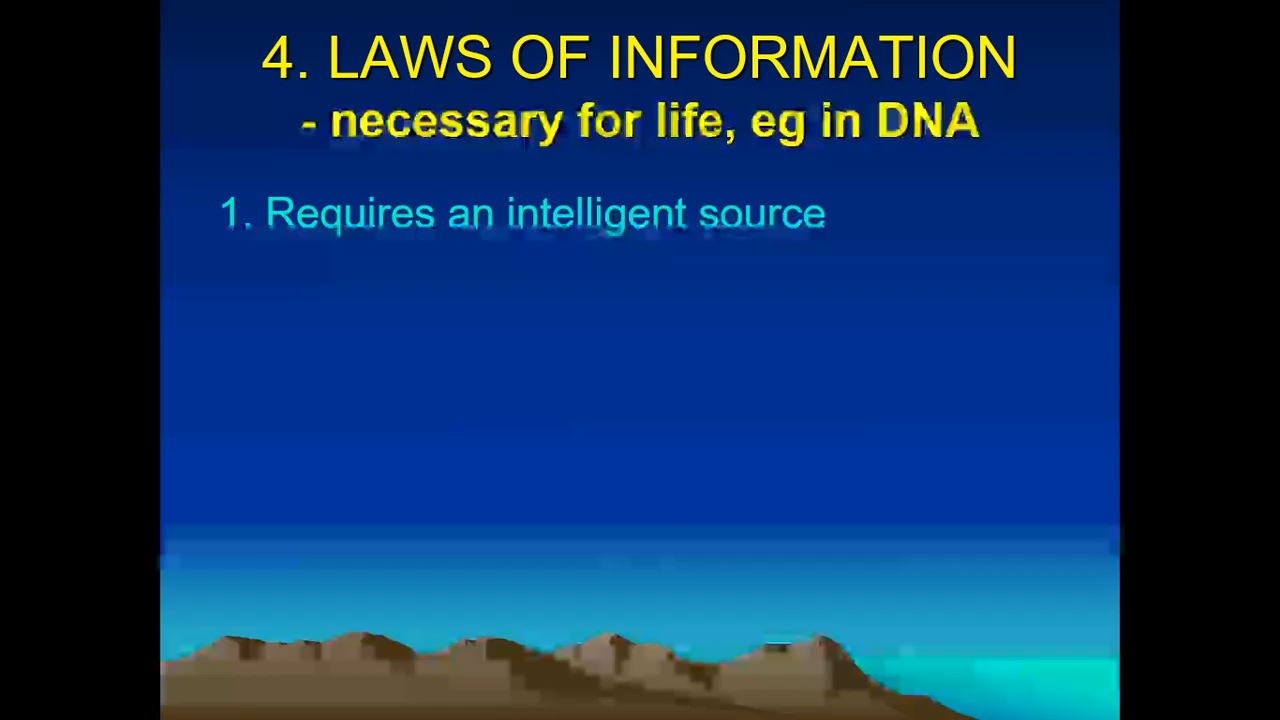 4. LAWS OF INFORMATION
- necessary for life, eg in DNA
1. Requires an intelligent source